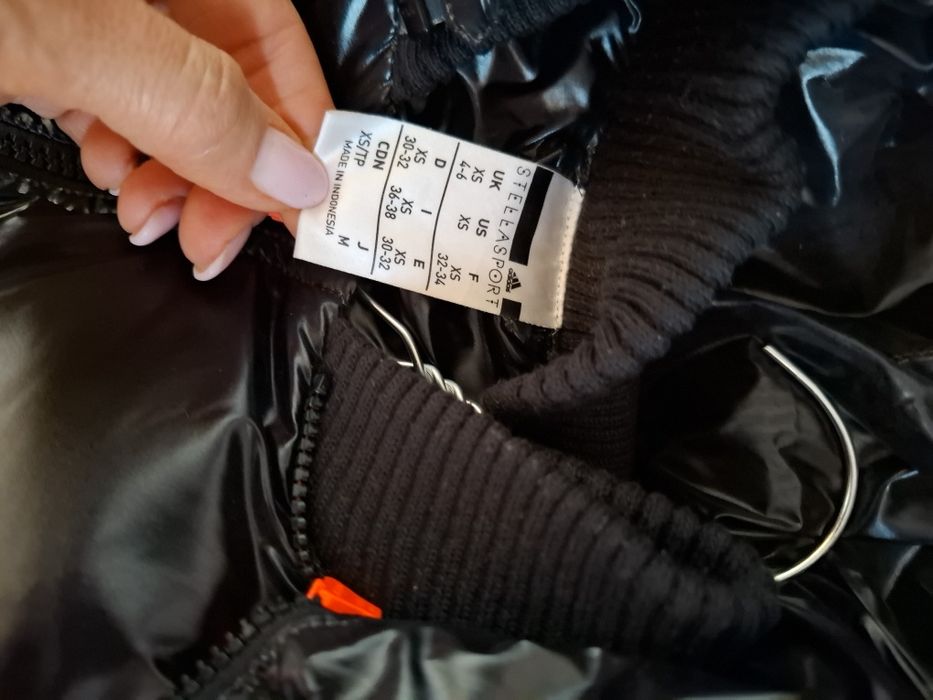 STELLASPORT
UK US F
XS XS XS
4-6 32-34
D I E
XS XS XS
30-32 36-38 30-32
CDN J
XS/TP M
MADE IN INDONESIA